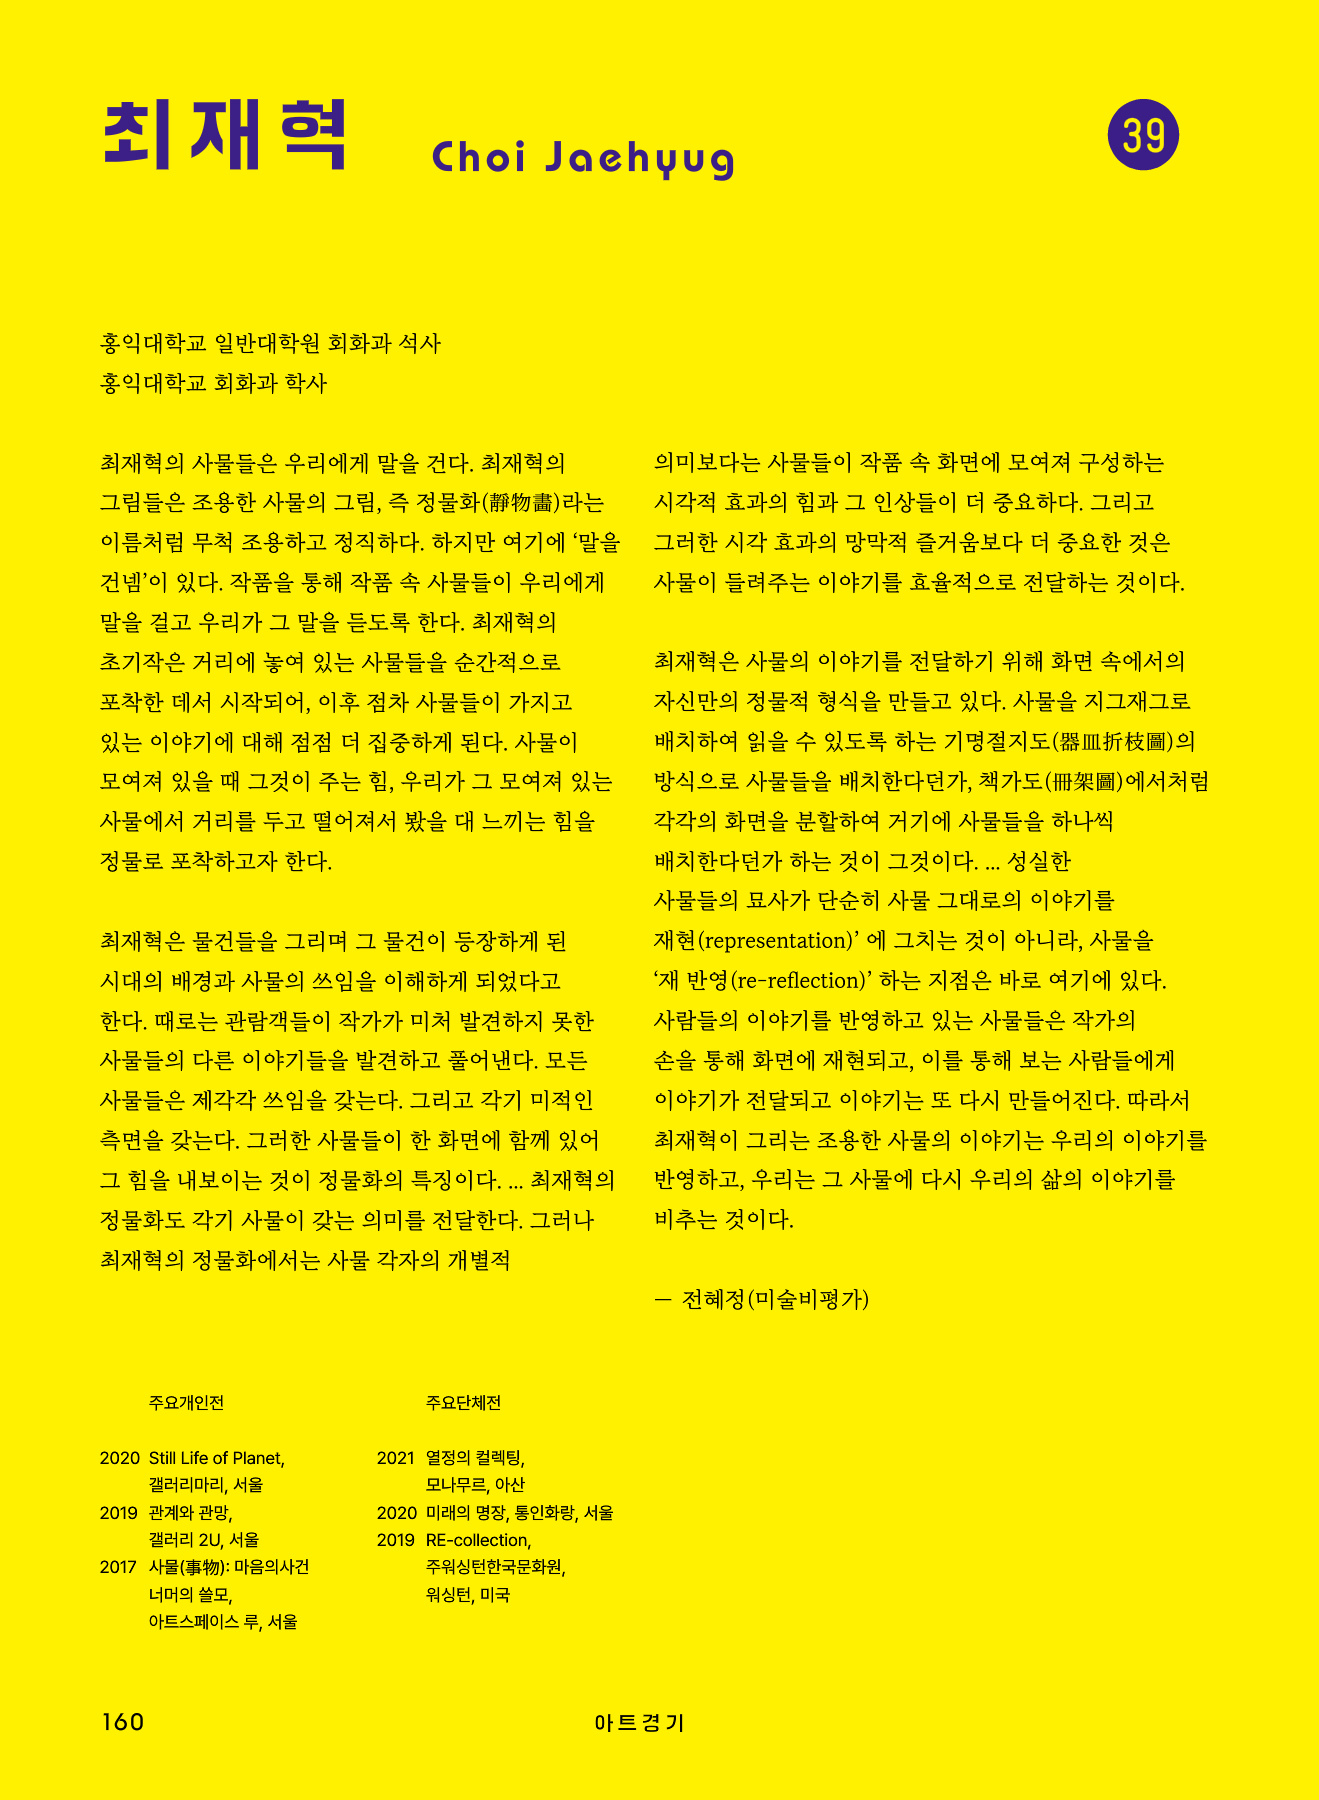 최재혁
Choi Jaehyug
39
홍익대학교 일반대학원 회화과 석사
홍익대학교 회화과 학사
최재혁의 사물들은 우리에게 말을 건다. 최재혁의
그림들은 조용한 사물의 그림, 즉 정물화(靜物畵)라는
이름처럼 무척 조용하고 정직하다. 하지만 여기에 ‘말을
건넴’이 있다. 작품을 통해 작품 속 사물들이 우리에게
말을 걸고 우리가 그 말을 듣도록 한다. 최재혁의
초기작은 거리에 놓여 있는 사물들을 순간적으로
포착한 데서 시작되어, 이후 점차 사물들이 가지고
있는 이야기에 대해 점점 더 집중하게 된다. 사물이
모여져 있을 때 그것이 주는 힘, 우리가 그 모여져 있는
사물에서 거리를 두고 떨어져서 봤을 대 느끼는 힘을
정물로 포착하고자 한다.
최재혁은 물건들을 그리며 그 물건이 등장하게 된
시대의 배경과 사물의 쓰임을 이해하게 되었다고
한다. 때로는 관람객들이 작가가 미처 발견하지 못한
사물들의 다른 이야기들을 발견하고 풀어낸다. 모든
사물들은 제각각 쓰임을 갖는다. 그리고 각기 미적인
측면을 갖는다. 그러한 사물들이 한 화면에 함께 있어
그 힘을 내보이는 것이 정물화의 특징이다. ... 최재혁의
정물화도 각기 사물이 갖는 의미를 전달한다. 그러나
최재혁의 정물화에서는 사물 각자의 개별적
의미보다는 사물들이 작품 속 화면에 모여져 구성하는
시각적 효과의 힘과 그 인상들이 더 중요하다. 그리고
그러한 시각 효과의 망막적 즐거움보다 더 중요한 것은
사물이 들려주는 이야기를 효율적으로 전달하는 것이다.
최재혁은 사물의 이야기를 전달하기 위해 화면 속에서의
자신만의 정물적 형식을 만들고 있다. 사물을 지그재그로
배치하여 읽을 수 있도록 하는 기명절지도(器皿折枝圖)의
방식으로 사물들을 배치한다던가, 책가도(冊架圖)에서처럼
각각의 화면을 분할하여 거기에 사물들을 하나씩
배치한다던가 하는 것이 그것이다. ... 성실한
사물들의 묘사가 단순히 사물 그대로의 이야기를
재현(representation)’ 에 그치는 것이 아니라, 사물을
‘재 반영(re-reflection)’ 하는 지점은 바로 여기에 있다.
사람들의 이야기를 반영하고 있는 사물들은 작가의
손을 통해 화면에 재현되고, 이를 통해 보는 사람들에게
이야기가 전달되고 이야기는 또 다시 만들어진다. 따라서
최재혁이 그리는 조용한 사물의 이야기는 우리의 이야기를
반영하고, 우리는 그 사물에 다시 우리의 삶의 이야기를
비추는 것이다.
— 전혜정(미술비평가)
주요개인전
2020 Still Life of Planet,
갤러리마리, 서울
2019 관계와 관망,
갤러리 2U, 서울
2017 사물(事物): 마음의사건
너머의 쓸모,
아트스페이스 루, 서울
주요단체전
2021 열정의 컬렉팅,
모나무르, 아산
2020 미래의 명장, 통인화랑, 서울
2019 RE-collection,
주워싱턴한국문화원,
워싱턴, 미국
160
아트경기